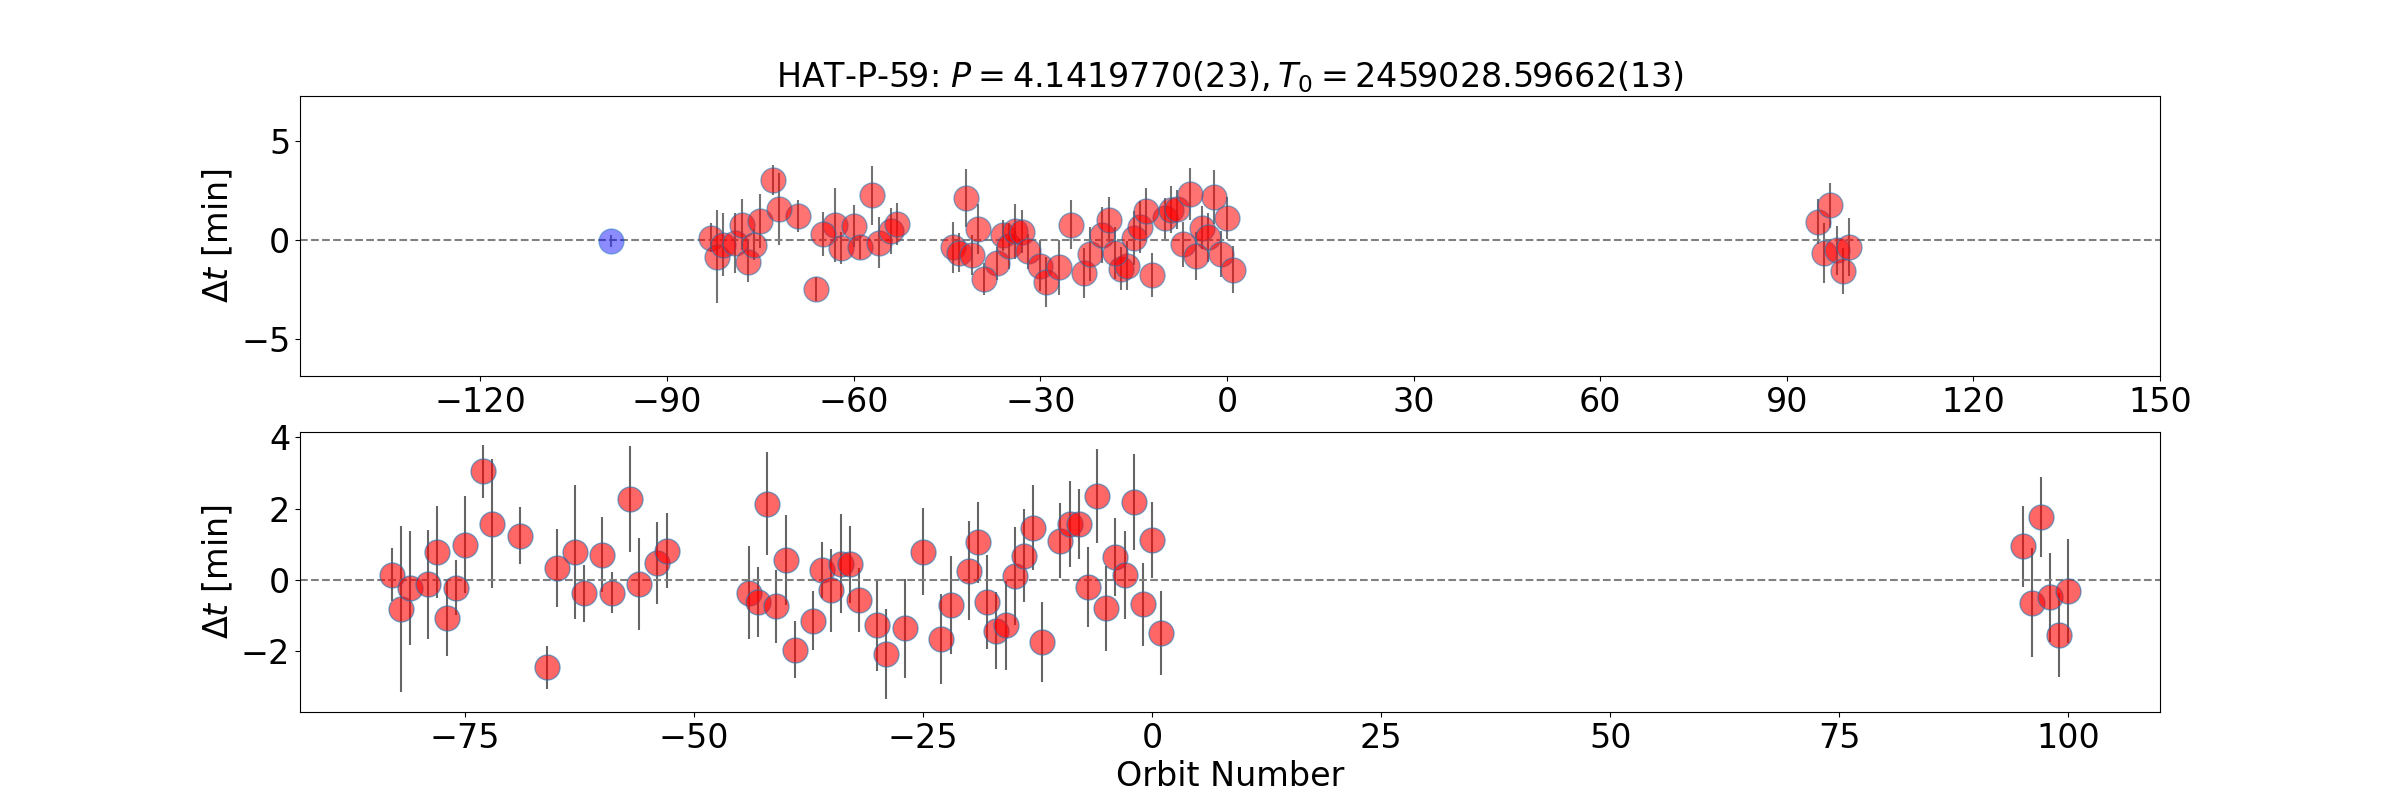 HAT-P-59: P = 4.1419770(23), T₀ = 2459028.59662(13)
Δt [min]
5
0
−5
−120 −90 −60 −30 0 30 60 90 120 150
Δt [min]
4
2
0
−2
−75 −50 −25 0 25 50 75 100
Orbit Number